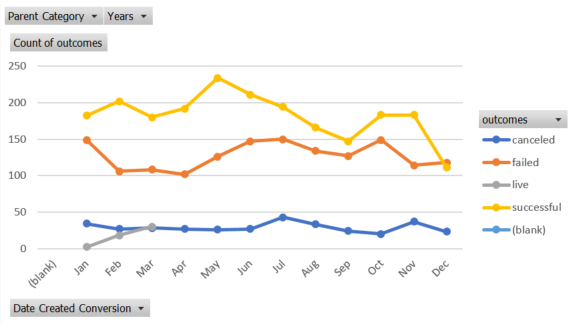 Parent Category Years
Count of outcomes
250
200
150
100
50
0
(blank) Jan Feb Mar Apr May Jun Jul Aug Sep Oct Nov Dec
outcomes
canceled
failed
live
successful
(blank)
Date Created Conversion